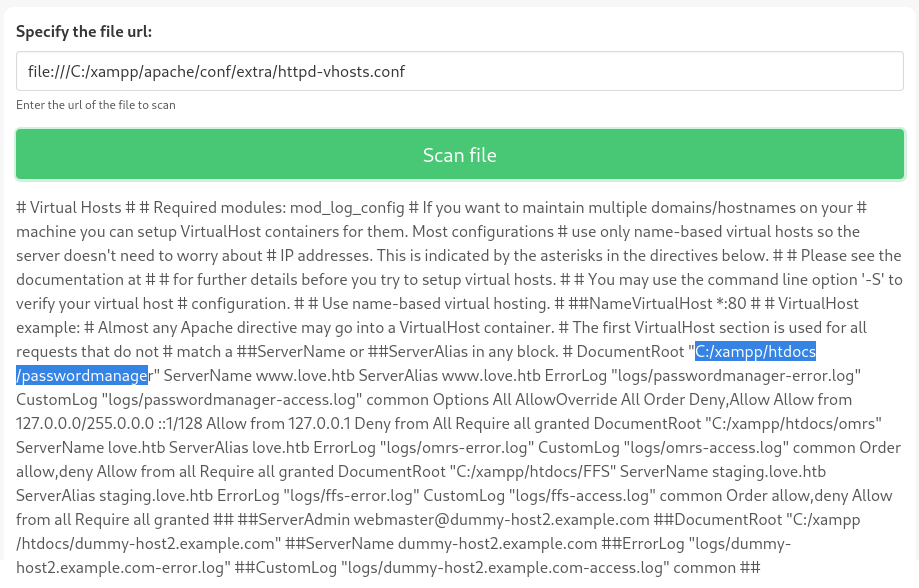 Specify the file url:
file:///C:/xampp/apache/conf/extra/httpd-vhosts.conf
Enter the url of the file to scan
Scan file
# Virtual Hosts # # Required modules: mod_log_config # If you want to maintain multiple domains/hostnames on your #
machine you can setup VirtualHost containers for them. Most configurations # use only name-based virtual hosts so the
server doesn't need to worry about # IP addresses. This is indicated by the asterisks in the directives below. # # Please see the
documentation at # # for further details before you try to setup virtual hosts. # # You may use the command line option '-S' to
verify your virtual host # configuration. # # Use name-based virtual hosting. # ##NameVirtualHost *:80 # # VirtualHost
example: # Almost any Apache directive may go into a VirtualHost container. # The first VirtualHost section is used for all
requests that do not # match a ##ServerName or ##ServerAlias in any block. # DocumentRoot "C:/xampp/htdocs
/passwordmanager" ServerName www.love.htb ServerAlias www.love.htb ErrorLog "logs/passwordmanager-error.log"
CustomLog "logs/passwordmanager-access.log" common Options All AllowOverride All Order Deny,Allow Allow from
127.0.0.0/255.0.0.0 ::1/128 Allow from 127.0.0.1 Deny from All Require all granted DocumentRoot "C:/xampp/htdocs/omrs"
ServerName love.htb ServerAlias love.htb ErrorLog "logs/omrs-error.log" CustomLog "logs/omrs-access.log" common Order
allow,deny Allow from all Require all granted DocumentRoot "C:/xampp/htdocs/FFS" ServerName staging.love.htb
ServerAlias staging.love.htb ErrorLog "logs/ffs-error.log" CustomLog "logs/ffs-access.log" common Order allow,deny Allow
from all Require all granted ## ##ServerAdmin webmaster@dummy-host2.example.com ##DocumentRoot "C:/xampp
/htdocs/dummy-host2.example.com" ##ServerName dummy-host2.example.com ##ErrorLog "logs/dummy-
host2.example.com-error.log" ##CustomLog "logs/dummy-host2.example.com-access.log" common ##